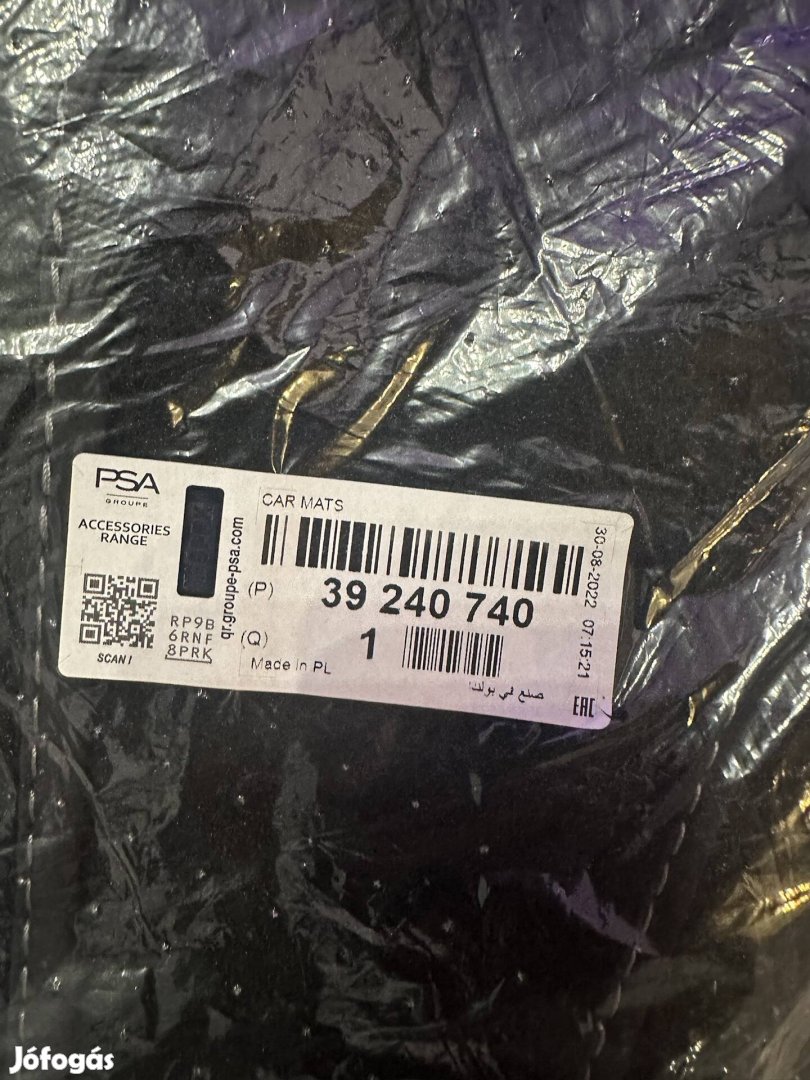 PSA
GROUPE
ACCESSORIES
RANGE
SCAN!
RP9B
6RNF
8PRK
qr.groupe-psa.com
CAR MATS
(P)
39 240 740
(Q)
1
Made in PL
صنع في بولندا
30-08-2022 07:15:21
EAC
Jófogás